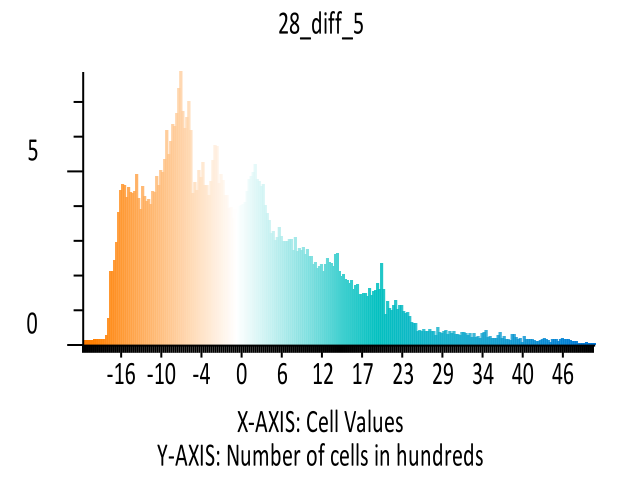 28_diff_5
5
0
-16 -10 -4 0 6 12 17 23 29 34 40 46
X-AXIS: Cell Values
Y-AXIS: Number of cells in hundreds